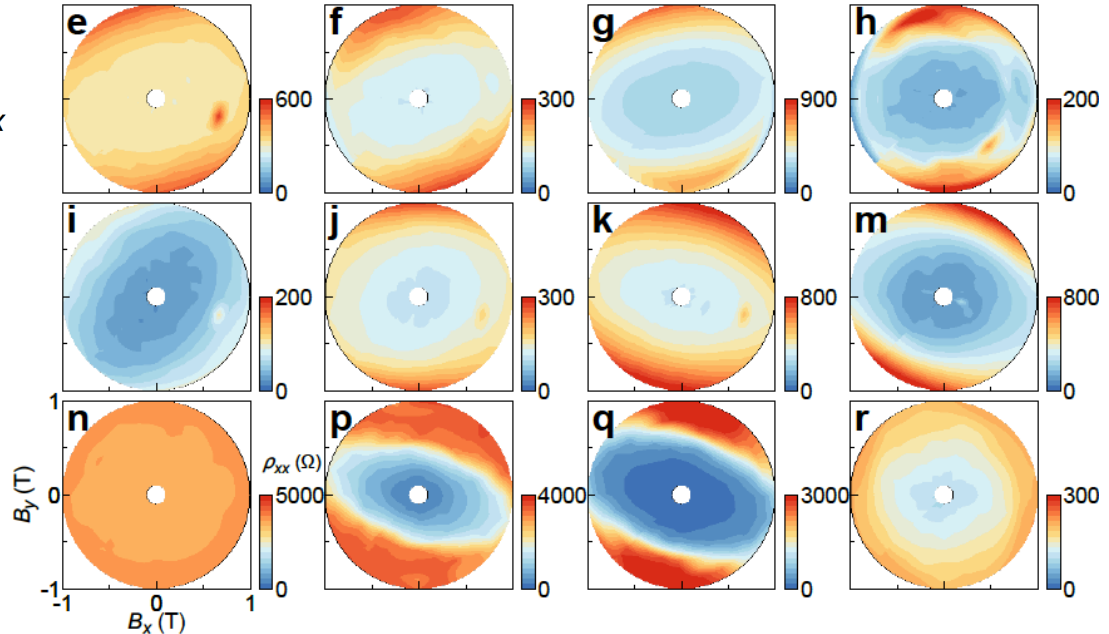 e f g h
x
600 300 900 200
0 0 0 0
i j k m
200 300 800 800
0 0 0 0
n p q r
1
ρxx (Ω)
5000 4000 3000 300
By (T)
0
0 0 0 0
-1
-1 0 1
Bx (T)